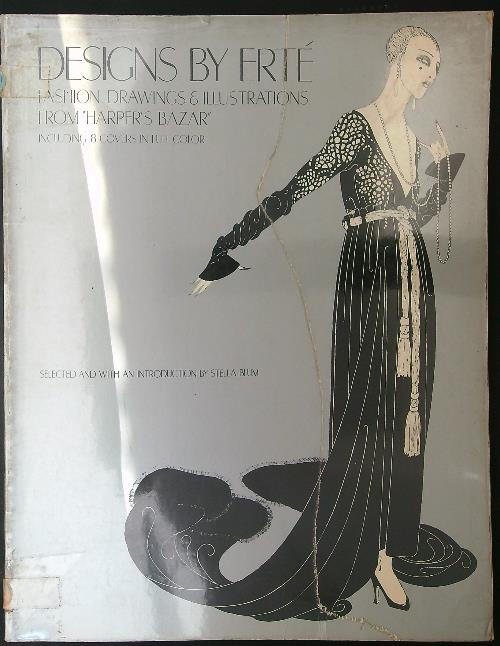 DESIGNS BY ERTÉ
FASHION DRAWINGS & ILLUSTRATIONS
FROM "HARPER'S BAZAR"
INCLUDING 8 COVERS IN FULL COLOR
SELECTED AND WITH AN INTRODUCTION BY STELLA BLUM